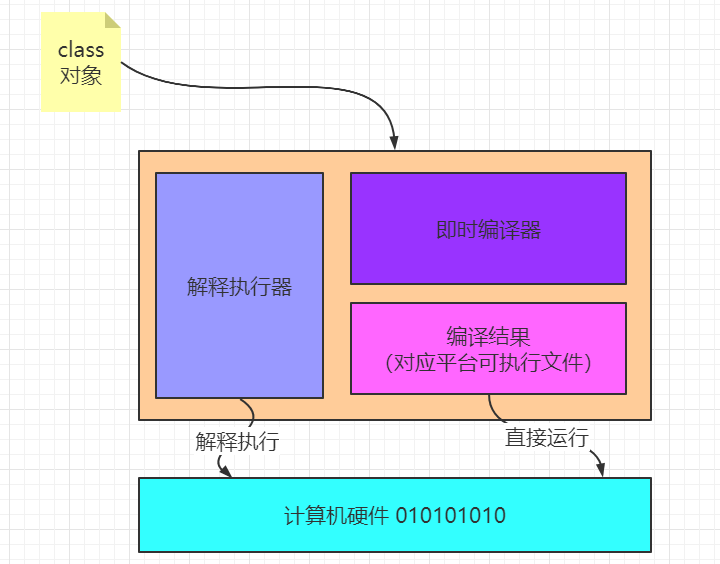 class
对象
即时编译器
解释执行器
编译结果
（对应平台可执行文件）
解释执行
直接运行
计算机硬件 010101010